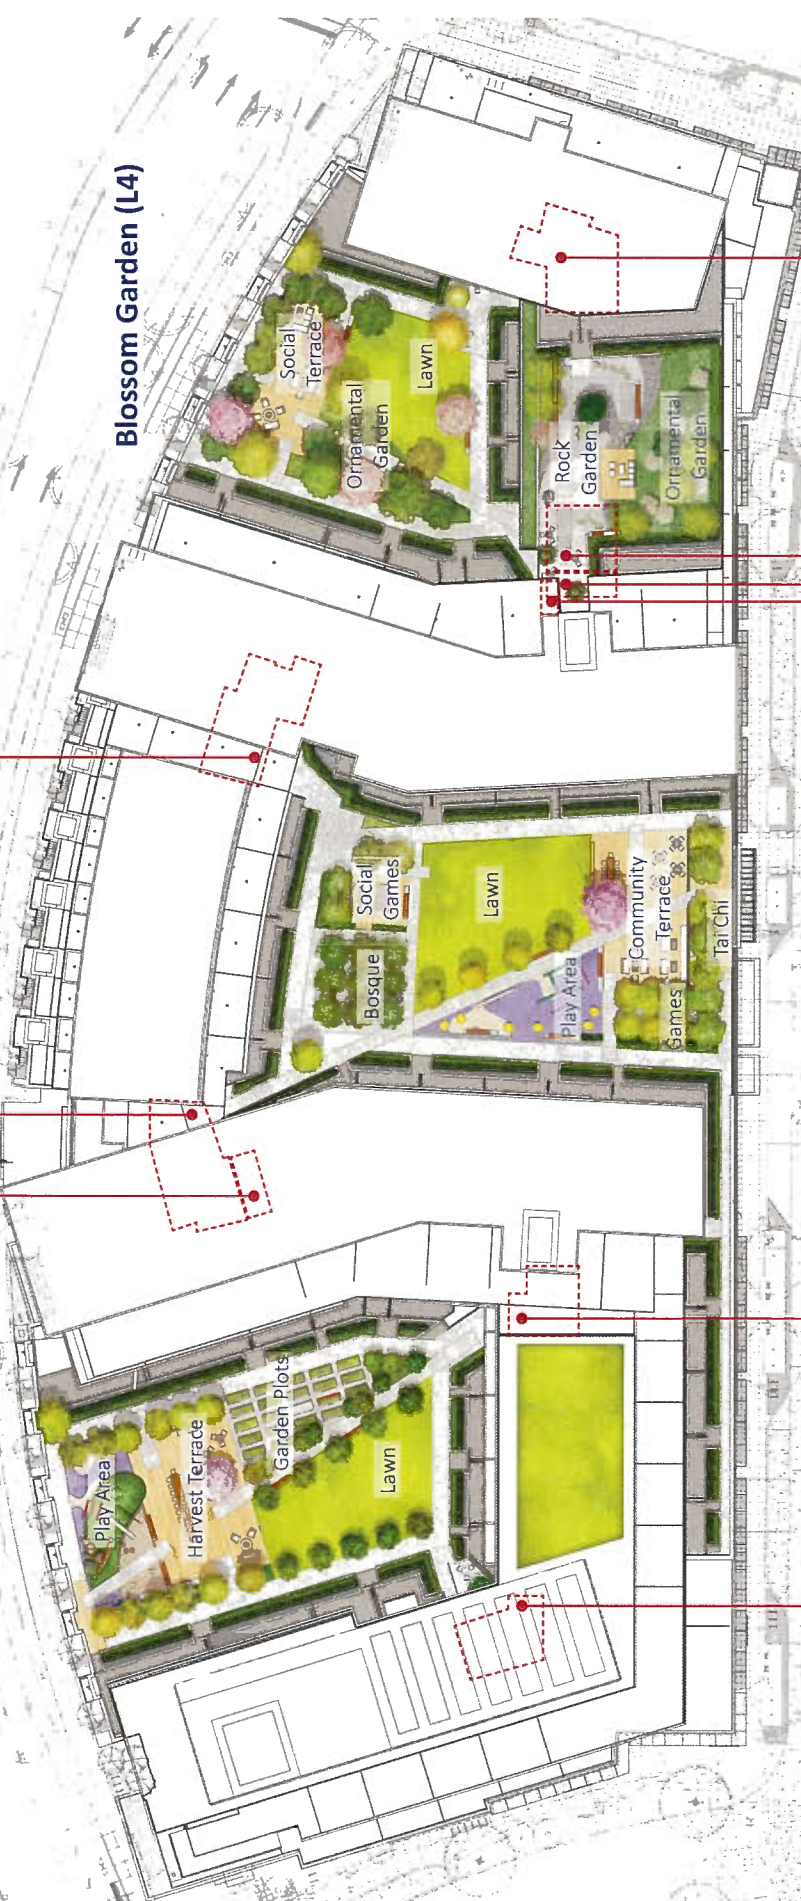 Blossom Garden (L4)
Social
Terrace
Ornamental
Garden
Lawn
Rock
Garden
Ornamental
Garden
Social
Games
Bosque
Lawn
Play Area
Community
Terrace
Games
Tai Chi
Play Area
Harvest Terrace
Garden Plots
Lawn